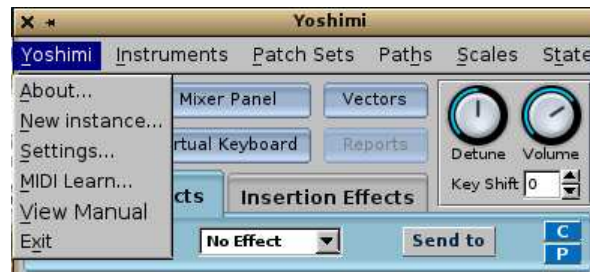 Yoshimi
Yoshimi Instruments Patch Sets Paths Scales State
About...
New instance...
Settings...
MIDI Learn...
View Manual
Exit
Mixer Panel Vectors
rtual Keyboard Reports
Detune Volume
Key Shift 0
cts Insertion Effects
No Effect Send to C
P